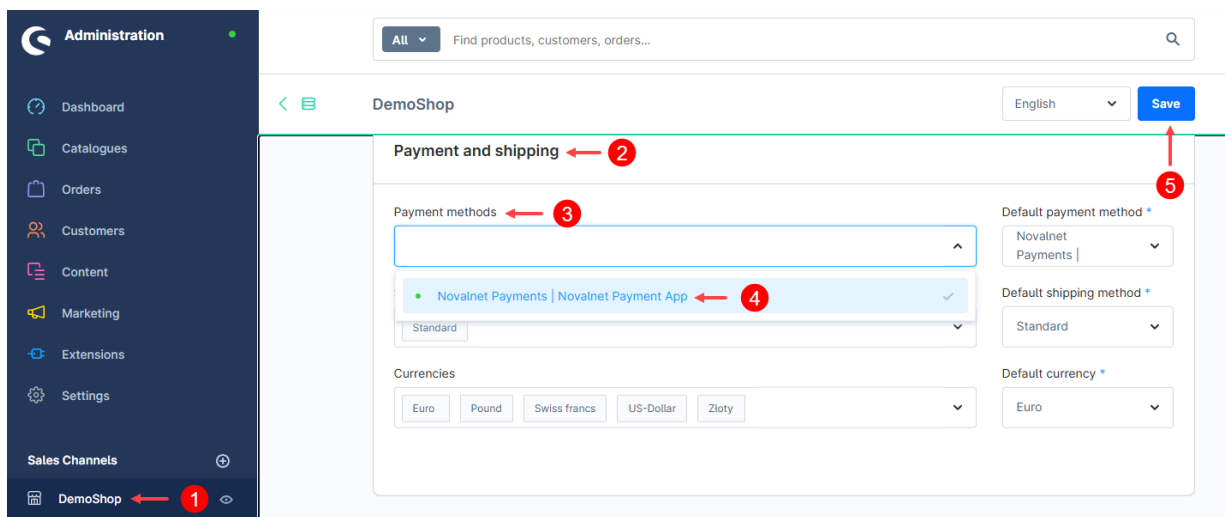 Administration
All
Find products, customers, orders...
Dashboard
Catalogues
Orders
Customers
Content
Marketing
Extensions
Settings
Sales Channels
DemoShop
1
DemoShop
English
Save
5
Payment and shipping
2
Payment methods
3
Default payment method *
Novalnet
Payments |
Novalnet Payments | Novalnet Payment App
4
Default shipping method *
Standard
Standard
Currencies
Default currency *
Euro
Pound
Swiss francs
US-Dollar
Złoty
Euro